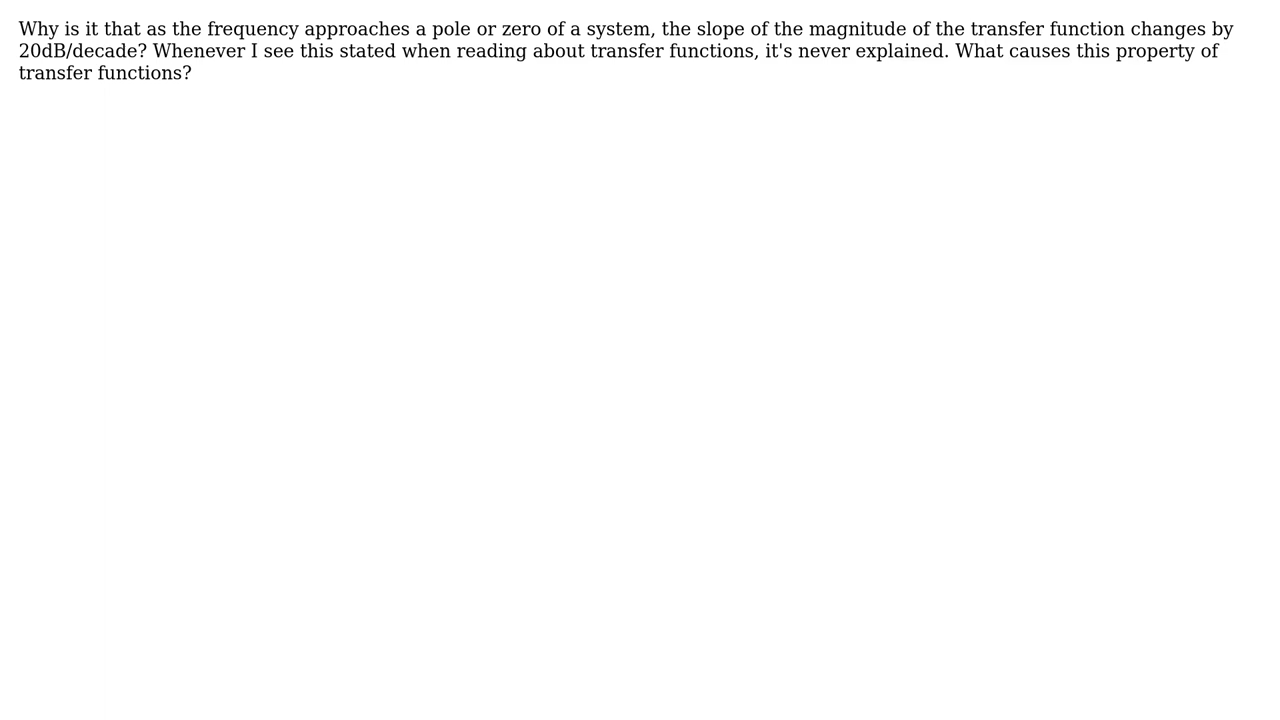 Why is it that as the frequency approaches a pole or zero of a system, the slope of the magnitude of the transfer function changes by
20dB/decade? Whenever I see this stated when reading about transfer functions, it's never explained. What causes this property of
transfer functions?